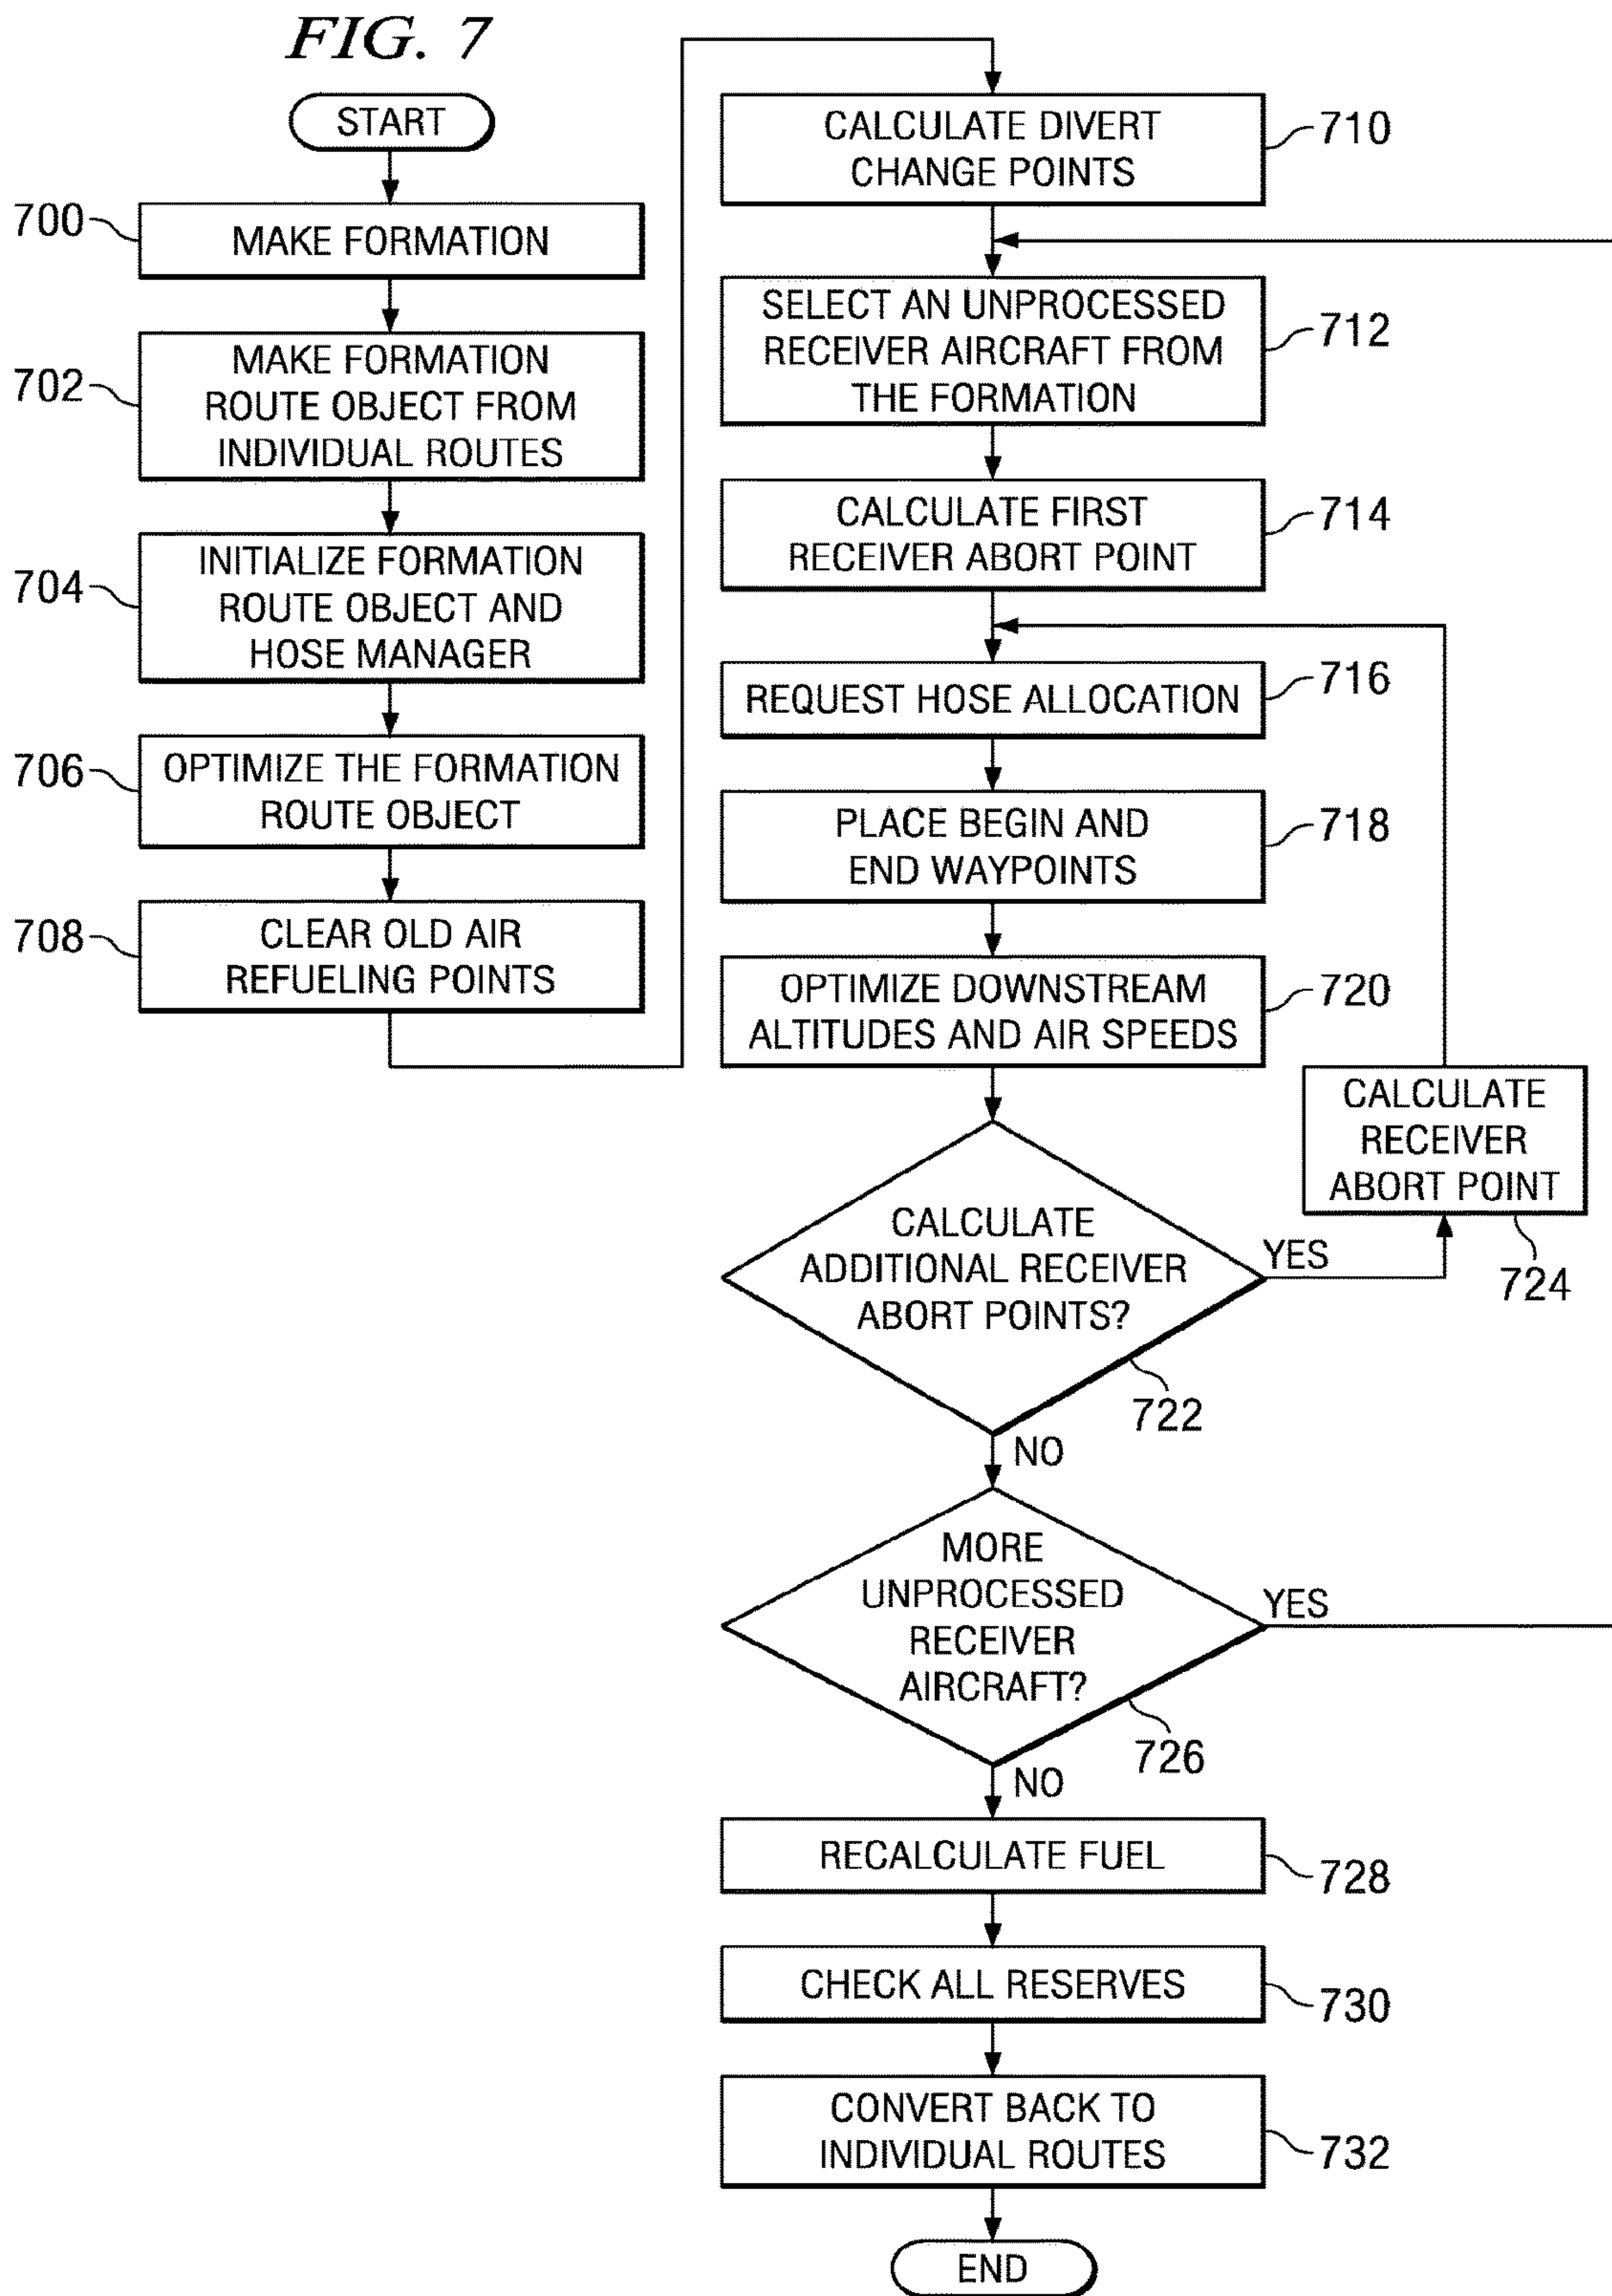 FIG. 7
START
700
MAKE FORMATION
702
MAKE FORMATION
ROUTE OBJECT FROM
INDIVIDUAL ROUTES
704
INITIALIZE FORMATION
ROUTE OBJECT AND
HOSE MANAGER
706
OPTIMIZE THE FORMATION
ROUTE OBJECT
708
CLEAR OLD AIR
REFUELING POINTS
CALCULATE DIVERT
CHANGE POINTS
710
SELECT AN UNPROCESSED
RECEIVER AIRCRAFT FROM
THE FORMATION
712
CALCULATE FIRST
RECEIVER ABORT POINT
714
REQUEST HOSE ALLOCATION
716
PLACE BEGIN AND
END WAYPOINTS
718
OPTIMIZE DOWNSTREAM
ALTITUDES AND AIR SPEEDS
720
CALCULATE
ADDITIONAL RECEIVER
ABORT POINTS?
722
YES
CALCULATE
RECEIVER
ABORT POINT
724
NO
MORE
UNPROCESSED
RECEIVER
AIRCRAFT?
726
YES
NO
RECALCULATE FUEL
728
CHECK ALL RESERVES
730
CONVERT BACK TO
INDIVIDUAL ROUTES
732
END